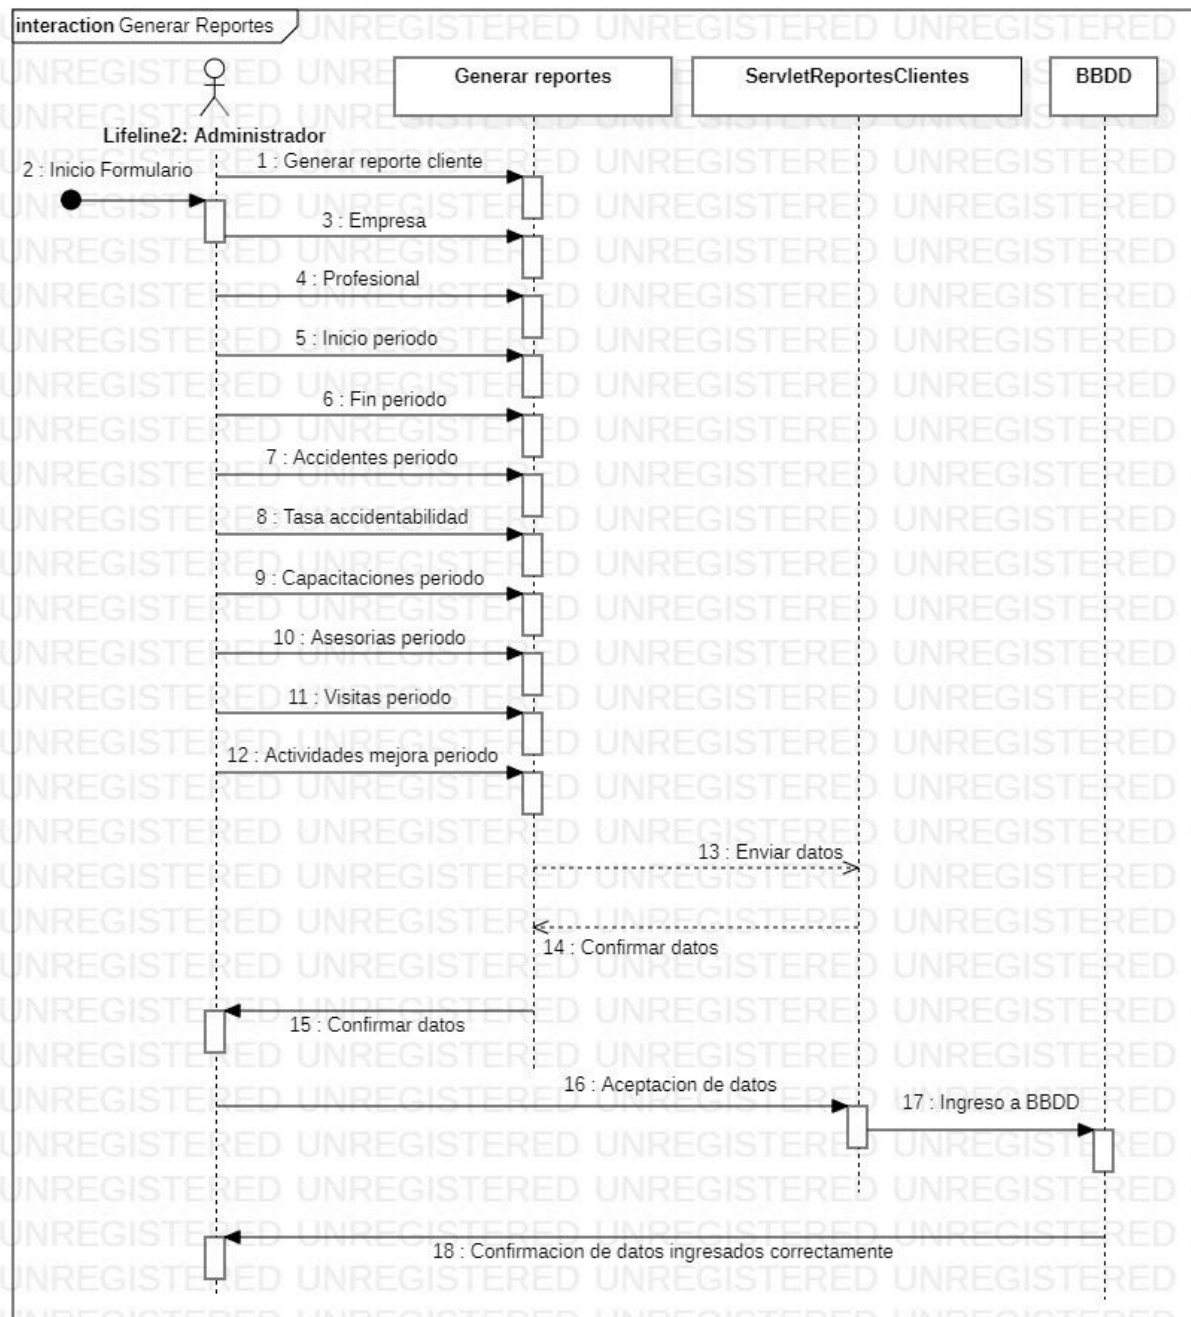 interaction Generar Reportes
Generar reportes
ServletReportesClientes
BBDD
Lifeline2: Administrador
1 : Generar reporte cliente
2 : Inicio Formulario
3 : Empresa
4 : Profesional
5 : Inicio periodo
6 : Fin periodo
7 : Accidentes periodo
8 : Tasa accidentabilidad
9 : Capacitaciones periodo
10 : Asesorias periodo
11 : Visitas periodo
12 : Actividades mejora periodo
13 : Enviar datos
14 : Confirmar datos
15 : Confirmar datos
16 : Aceptacion de datos
17 : Ingreso a BBDD
18 : Confirmacion de datos ingresados correctamente
UNREGISTERED